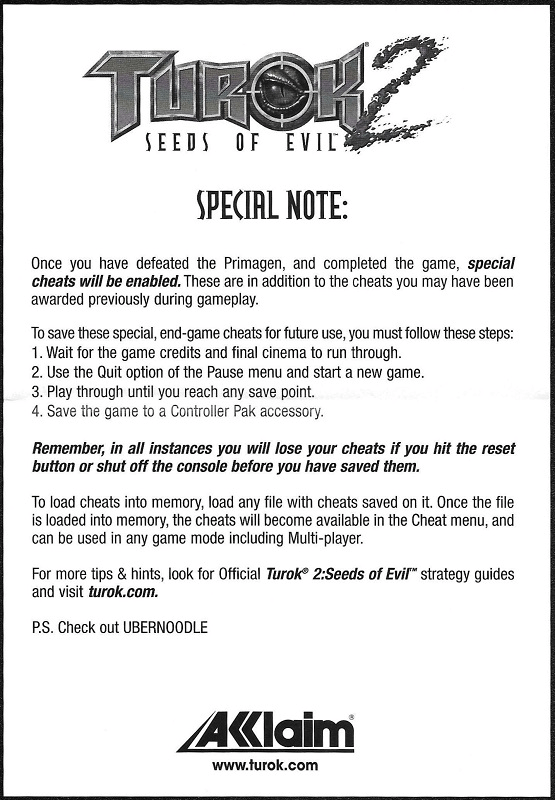 TUROK® 2
SEEDS OF EVIL™
SPECIAL NOTE:
Once you have defeated the Primagen, and completed the game, special
cheats will be enabled. These are in addition to the cheats you may have been
awarded previously during gameplay.
To save these special, end-game cheats for future use, you must follow these steps:
1. Wait for the game credits and final cinema to run through.
2. Use the Quit option of the Pause menu and start a new game.
3. Play through until you reach any save point.
4. Save the game to a Controller Pak accessory.
Remember, in all instances you will lose your cheats if you hit the reset
button or shut off the console before you have saved them.
To load cheats into memory, load any file with cheats saved on it. Once the file
is loaded into memory, the cheats will become available in the Cheat menu, and
can be used in any game mode including Multi-player.
For more tips & hints, look for Official Turok® 2:Seeds of Evil™ strategy guides
and visit turok.com.
P.S. Check out UBERNOODLE
AKklaim®
www.turok.com